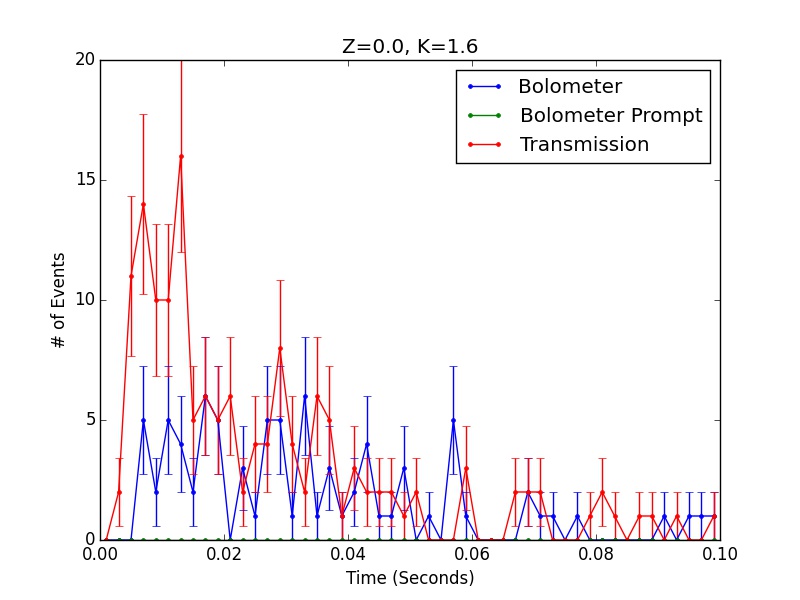 Z=0.0, K=1.6
Bolometer
Bolometer Prompt
Transmission
# of Events
20
15
10
5
0
0.00 0.02 0.04 0.06 0.08 0.10
Time (Seconds)